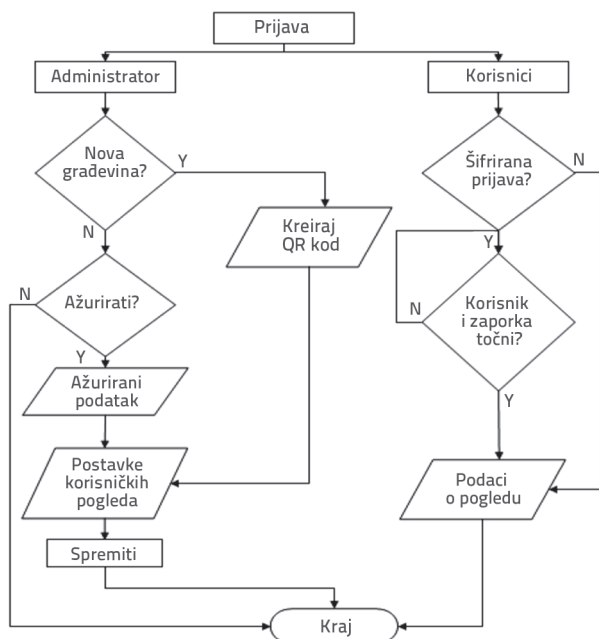 Prijava
Administrator
Korisnici
Nova
građevina?
Y
N
Kreiraj
QR kod
Ažurirati?
N
Y
Ažurirani
podatak
Postavke
korisničkih
pogleda
Spremiti
Šifrirana
prijava?
N
Y
Korisnik
i zaporka
točni?
N
Y
Podaci
o pogledu
Kraj